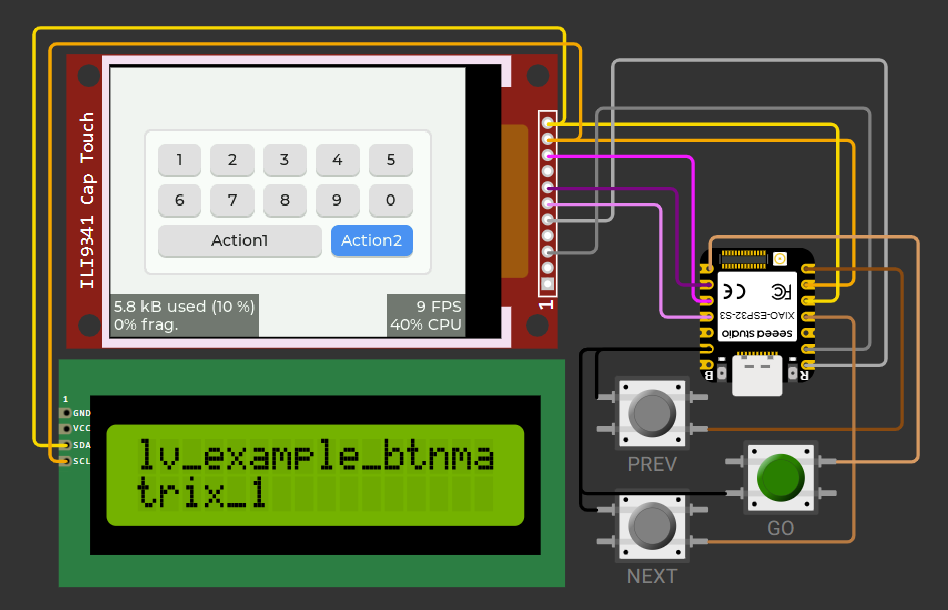 ILI9341 Cap Touch
1 2 3 4 5
6 7 8 9 0
Action1 Action2
5.8 kB used (10 %)
0% frag.
9 FPS
40% CPU
1
FC CE
XIAO-ESP32-S3
seeed studio
B R
1
GND
VCC
SDA
SCL
lv_example_btnma
trix_1
PREV
GO
NEXT